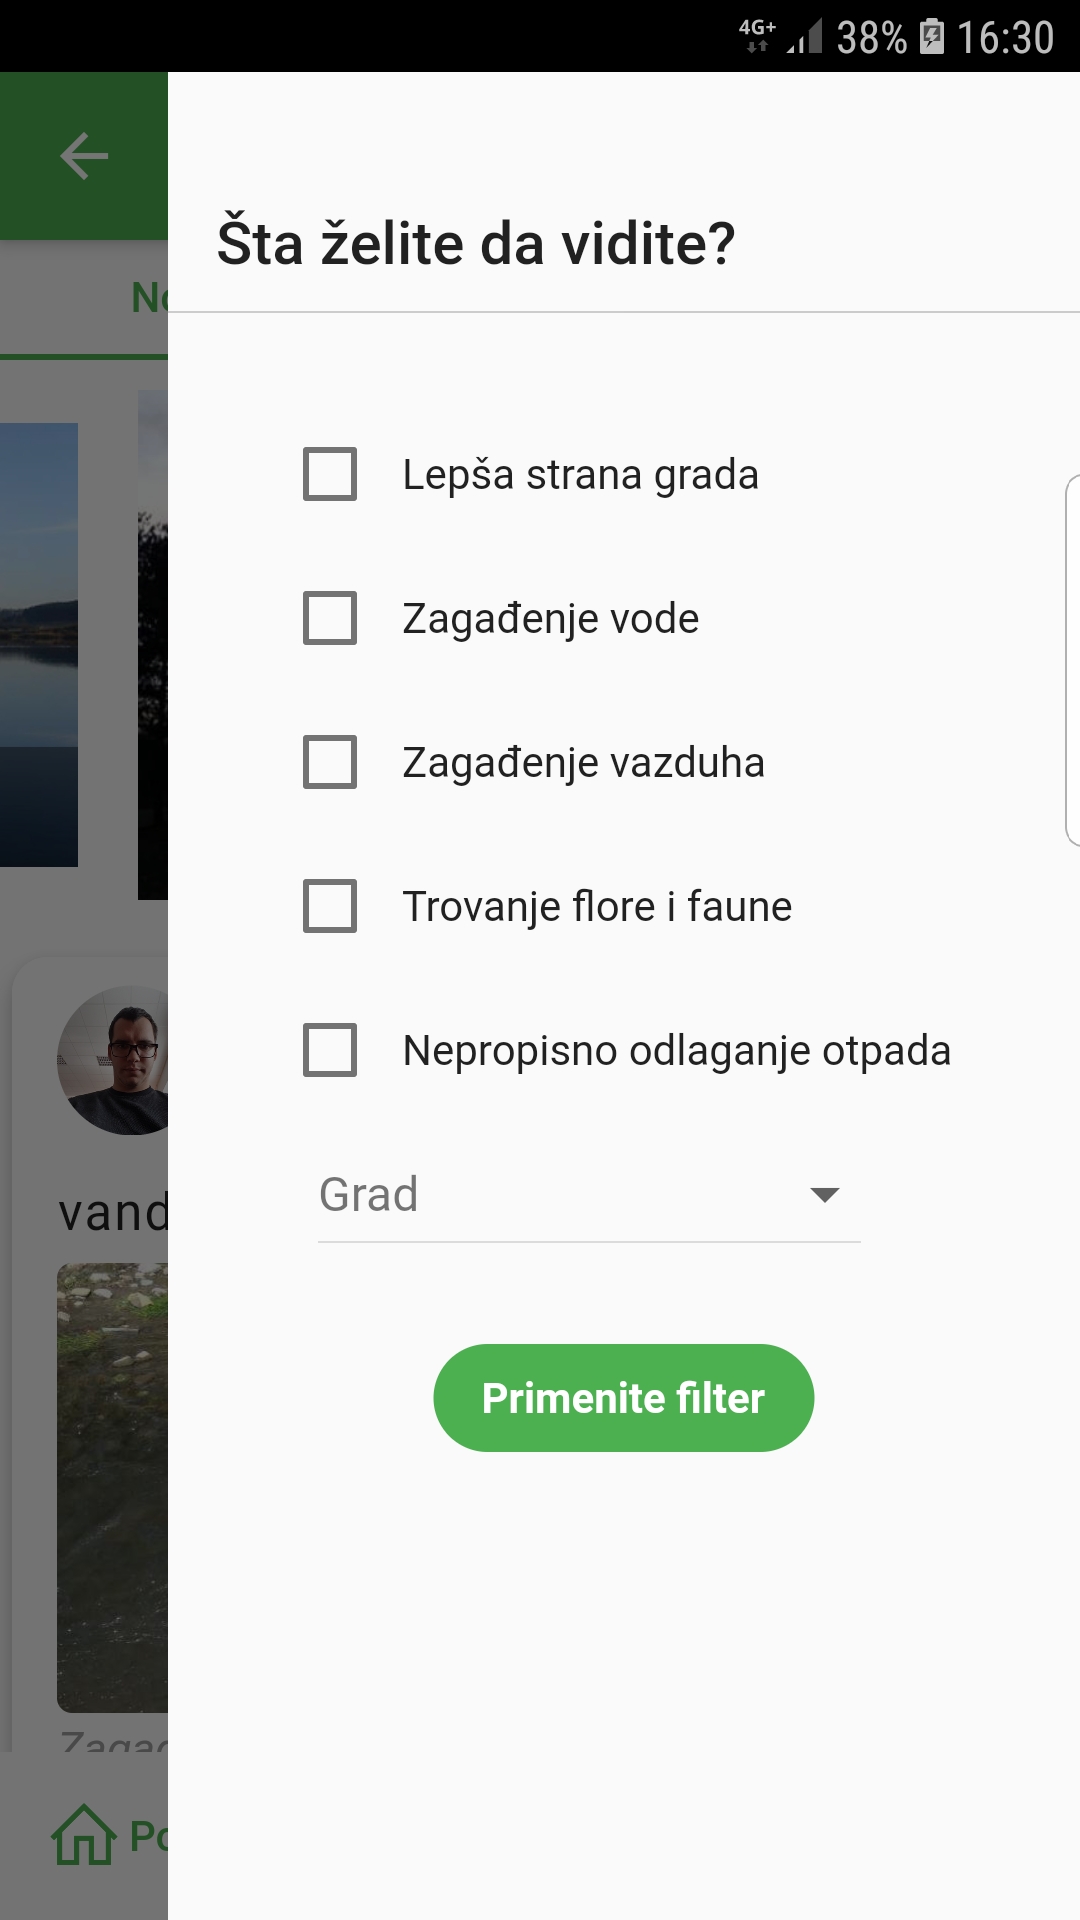 4G+ 38% 16:30
Šta želite da vidite?
Lepša strana grada
Zagađenje vode
Zagađenje vazduha
Trovanje flore i faune
vand
Nepropisno odlaganje otpada
Grad
Primenite filter